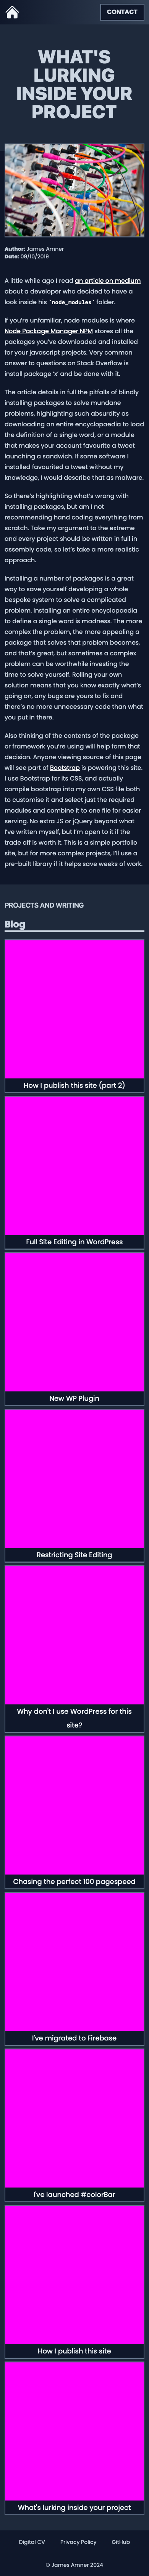 CONTACT
WHAT'S
LURKING
INSIDE YOUR
PROJECT
Author: James Amner
Date: 09/10/2019
A little while ago I read an article on medium
about a developer who decided to have a
look inside his `node_modules` folder.
If you're unfamiliar, node modules is where
Node Package Manager NPM stores all the
packages you've downloaded and installed
for your javascript projects. Very common
answer to questions on Stack Overflow is
install package 'x' and be done with it.
The article details in full the pitfalls of blindly
installing packages to solve mundane
problems, highlighting such absurdity as
downloading an entire encyclopaedia to load
the definition of a single word, or a module
that makes your favourite toaster tweet
launching a sandwich. If some software I
installed favourited a tweet without my
knowledge, I would describe that as malware.
So there's highlighting what's wrong with
installing packages, but am I not
recommending hand coding everything from
scratch. Take my argument to the extreme
and every project should be written in full in
assembly code, so let's take a more realistic
approach.
Installing a number of packages is a great
way to save yourself developing a whole
bespoke system to solve a complicated
problem. Installing an entire encyclopaedia
to define a single word is madness. The more
complex the problem, the more appealing a
package that solves that problem becomes,
and that's great, but sometimes a complex
problem can be worthwhile investing the
time to solve yourself. Rolling your own
solution means that you know exactly what's
going on, any bugs are yours to fix and
there's no more unnecessary code than what
you put in there.
Also thinking of the contents of the package
or framework you're using will help form that
decision. Anyone viewing source of this page
will see part of Bootstrap is powering this site.
I use Bootstrap for its CSS, and actually
compile bootstrap into my own CSS file both
to customise it and select just the required
modules and combine it to one file for easier
serving. No extra JS or jQuery beyond what
I've written myself, but I'm open to it if the
trade off is worth it. This is a simple portfolio
site, but for more complex projects, I'll use a
pre-built library if it helps save weeks of work.
PROJECTS AND WRITING
Blog
How I publish this site (part 2)
Full Site Editing in WordPress
New WP Plugin
Restricting Site Editing
Why don't I use WordPress for this
site?
Chasing the perfect 100 pagespeed
I've migrated to Firebase
I've launched #colorBar
How I publish this site
What's lurking inside your project
Digital CV
Privacy Policy
GitHub
© James Amner 2024